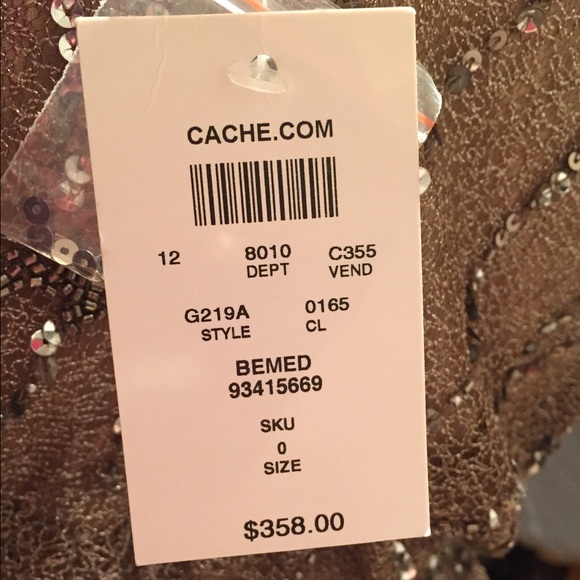 CACHE.COM
12 8010 C355
DEPT VEND
G219A 0165
STYLE CL
BEMED
93415669
SKU
0
SIZE
$358.00